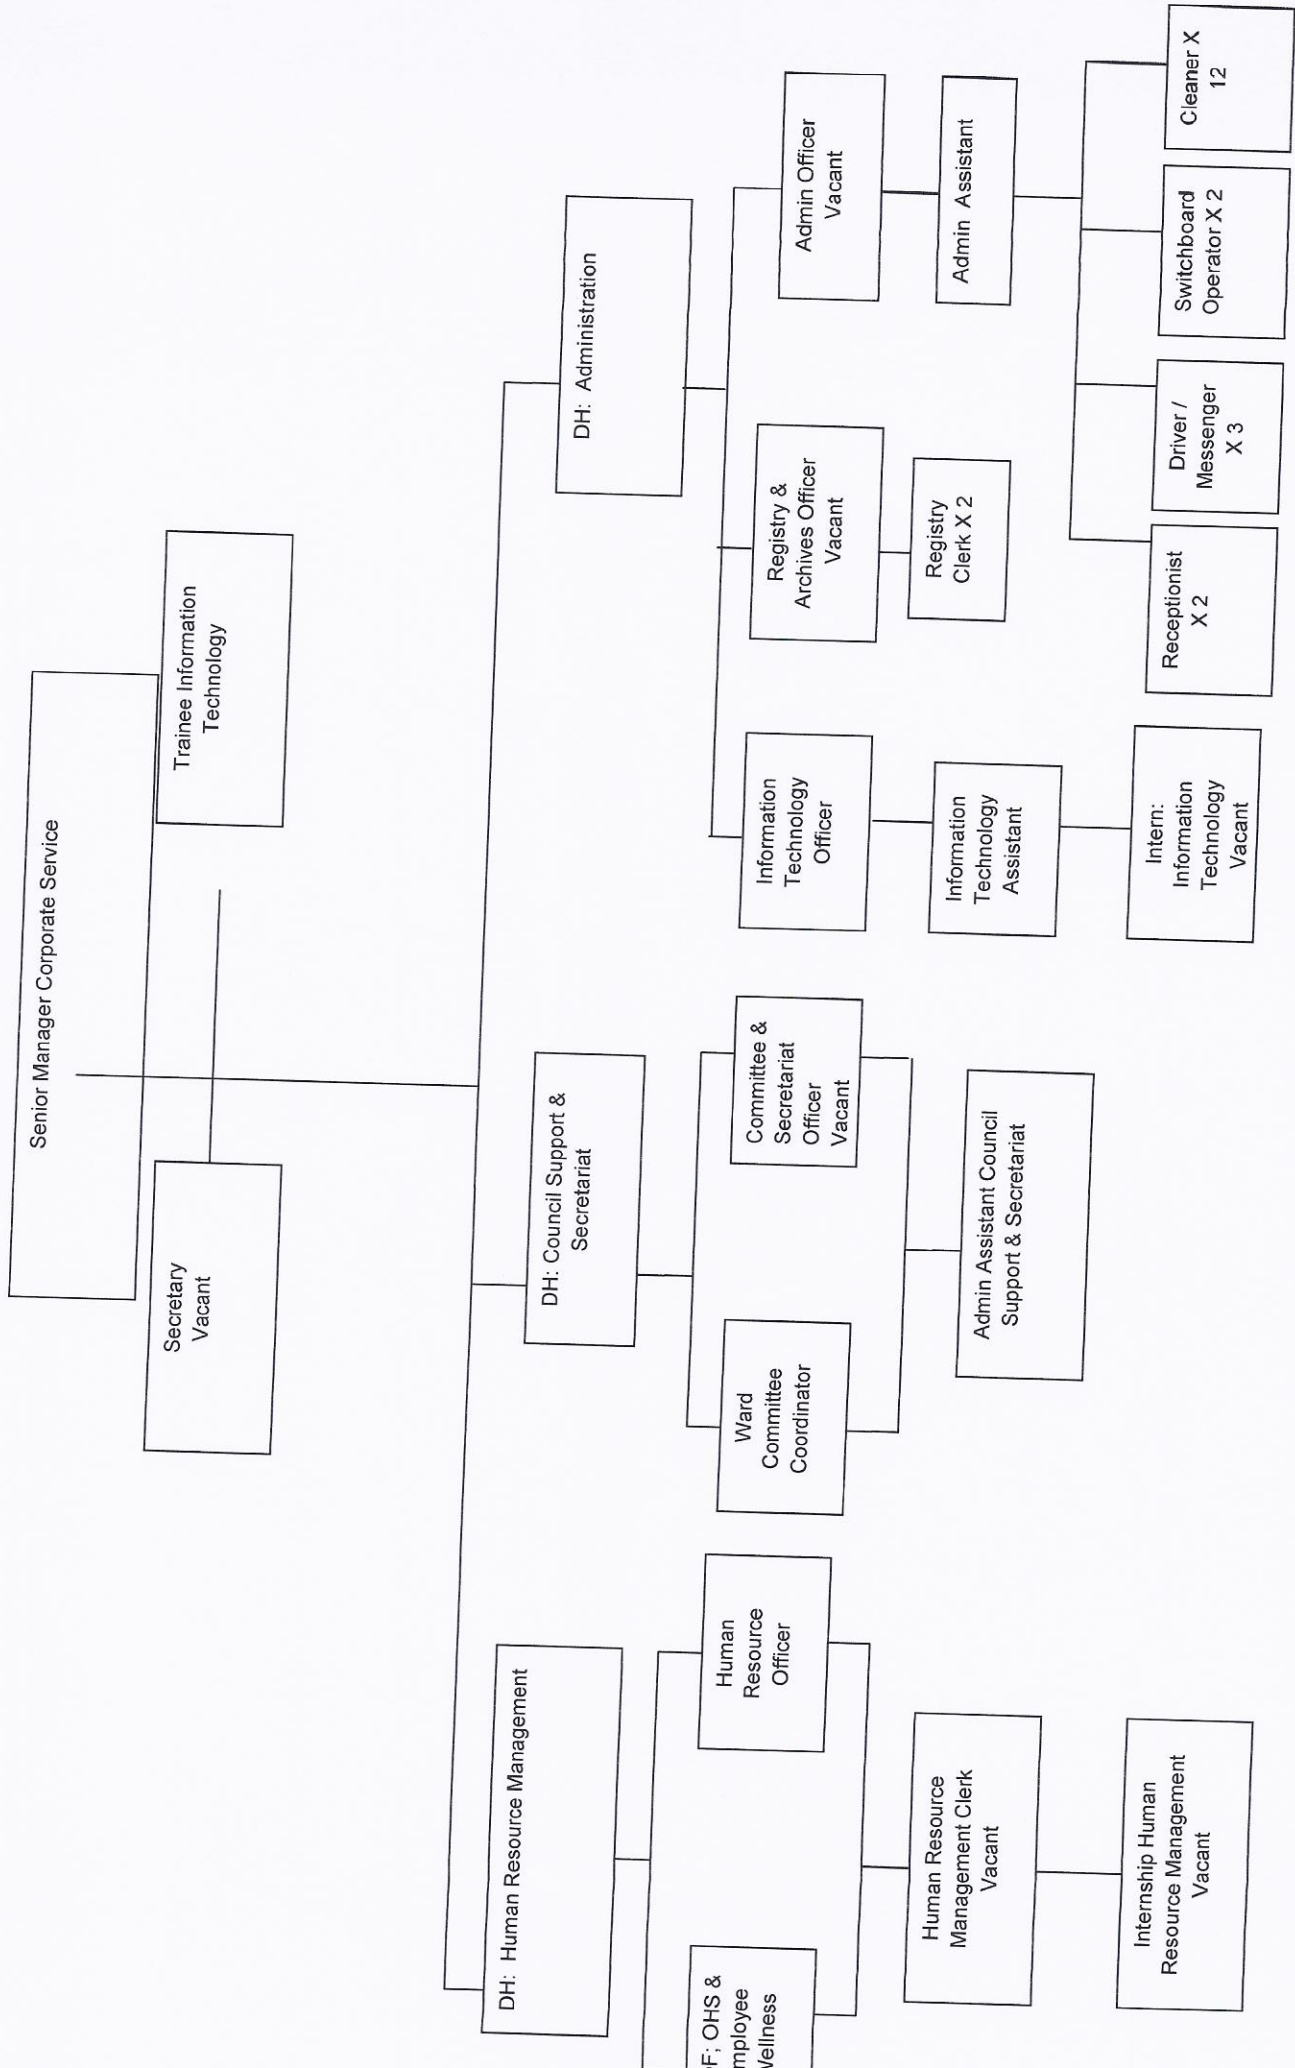 Senior Manager Corporate Service
Secretary
Vacant
Trainee Information
Technology
DH: Human Resource Management
DH: Council Support &
Secretariat
DH: Administration
F; OHS &
mployee
Vellness
Human
Resource
Officer
Ward
Committee
Coordinator
Committee &
Secretariat
Officer
Vacant
Information
Technology
Officer
Registry &
Archives Officer
Vacant
Admin Officer
Vacant
Human Resource
Management Clerk
Vacant
Admin Assistant Council
Support & Secretariat
Information
Technology
Assistant
Registry
Clerk X 2
Admin Assistant
Internship Human
Resource Management
Vacant
Intern:
Information
Technology
Vacant
Receptionist
X 2
Driver /
Messenger
X 3
Switchboard
Operator X 2
Cleaner X
12